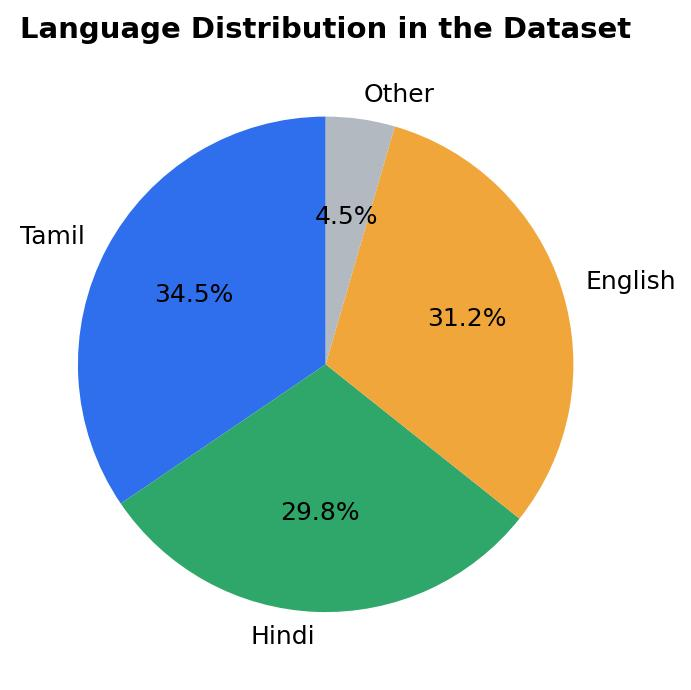 Language Distribution in the Dataset
Other
4.5%
Tamil
34.5%
English
31.2%
29.8%
Hindi